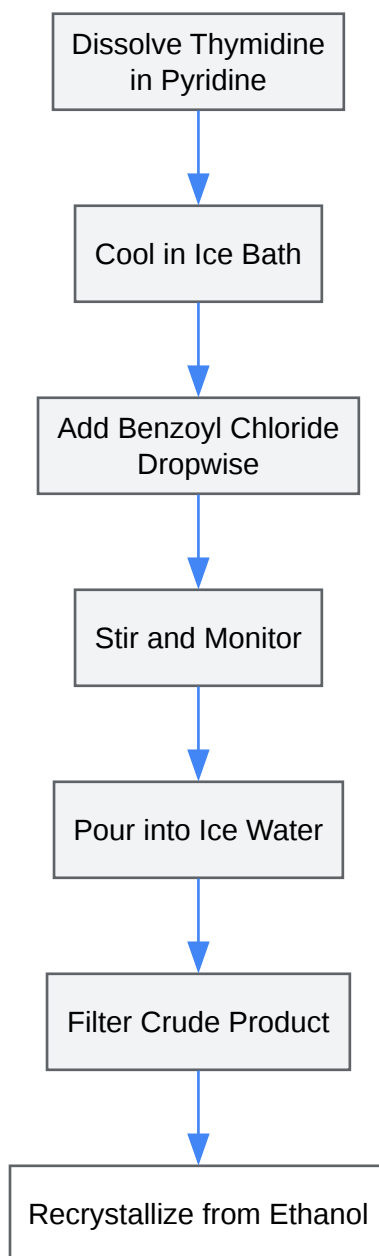 Dissolve Thymidine
in Pyridine
Cool in Ice Bath
Add Benzoyl Chloride
Dropwise
Stir and Monitor
Pour into Ice Water
Filter Crude Product
Recrystallize from Ethanol